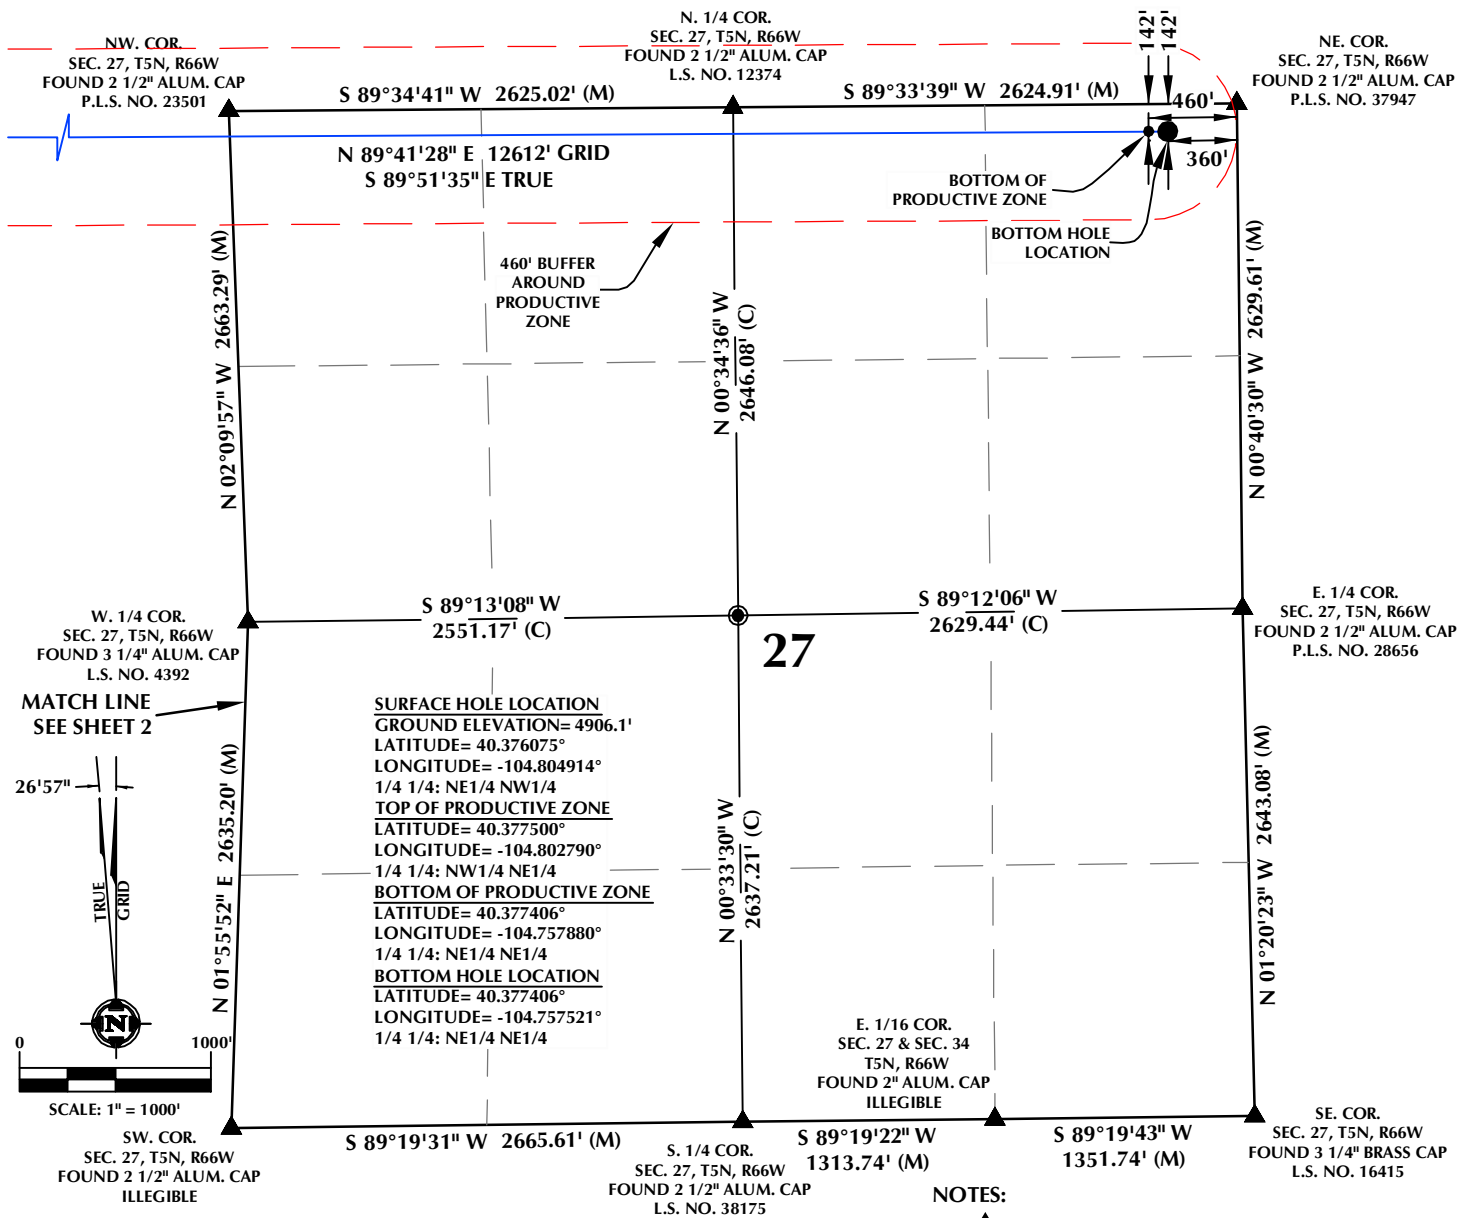 NW. COR.
SEC. 27, T5N, R66W
FOUND 2 1/2" ALUM. CAP
P.L.S. NO. 23501
N. 1/4 COR.
SEC. 27, T5N, R66W
FOUND 2 1/2" ALUM. CAP
L.S. NO. 12374
142'
142'
NE. COR.
SEC. 27, T5N, R66W
FOUND 2 1/2" ALUM. CAP
P.L.S. NO. 37947
S 89°34'41" W 2625.02' (M)
S 89°33'39" W 2624.91' (M)
460'
360'
N 89°41'28" E 12612' GRID
S 89°51'35" E TRUE
BOTTOM OF
PRODUCTIVE ZONE
BOTTOM HOLE
LOCATION
460' BUFFER
AROUND
PRODUCTIVE
ZONE
N 02°09'57" W 2663.29' (M)
N 00°34'36" W
2646.08' (C)
N 00°40'30" W 2629.61' (M)
W. 1/4 COR.
SEC. 27, T5N, R66W
FOUND 3 1/4" ALUM. CAP
L.S. NO. 4392
S 89°13'08" W
2551.17' (C)
S 89°12'06" W
2629.44' (C)
27
E. 1/4 COR.
SEC. 27, T5N, R66W
FOUND 2 1/2" ALUM. CAP
P.L.S. NO. 28656
MATCH LINE
SEE SHEET 2
SURFACE HOLE LOCATION
GROUND ELEVATION= 4906.1'
LATITUDE= 40.376075°
LONGITUDE= -104.804914°
1/4 1/4: NE1/4 NW1/4
TOP OF PRODUCTIVE ZONE
LATITUDE= 40.377500°
LONGITUDE= -104.802790°
1/4 1/4: NW1/4 NE1/4
BOTTOM OF PRODUCTIVE ZONE
LATITUDE= 40.377406°
LONGITUDE= -104.757880°
1/4 1/4: NE1/4 NE1/4
BOTTOM HOLE LOCATION
LATITUDE= 40.377406°
LONGITUDE= -104.757521°
1/4 1/4: NE1/4 NE1/4
26'57"
TRUE
GRID
N
0 1000'
SCALE: 1" = 1000'
N 01°55'52" E 2635.20' (M)
N 00°33'30" W
2637.21' (C)
N 01°20'23" W 2643.08' (M)
E. 1/16 COR.
SEC. 27 & SEC. 34
T5N, R66W
FOUND 2" ALUM. CAP
ILLEGIBLE
SW. COR.
SEC. 27, T5N, R66W
FOUND 2 1/2" ALUM. CAP
ILLEGIBLE
S 89°19'31" W 2665.61' (M)
S. 1/4 COR.
SEC. 27, T5N, R66W
FOUND 2 1/2" ALUM. CAP
L.S. NO. 38175
S 89°19'22" W
1313.74' (M)
S 89°19'43" W
1351.74' (M)
SE. COR.
SEC. 27, T5N, R66W
FOUND 3 1/4" BRASS CAP
L.S. NO. 16415
NOTES: